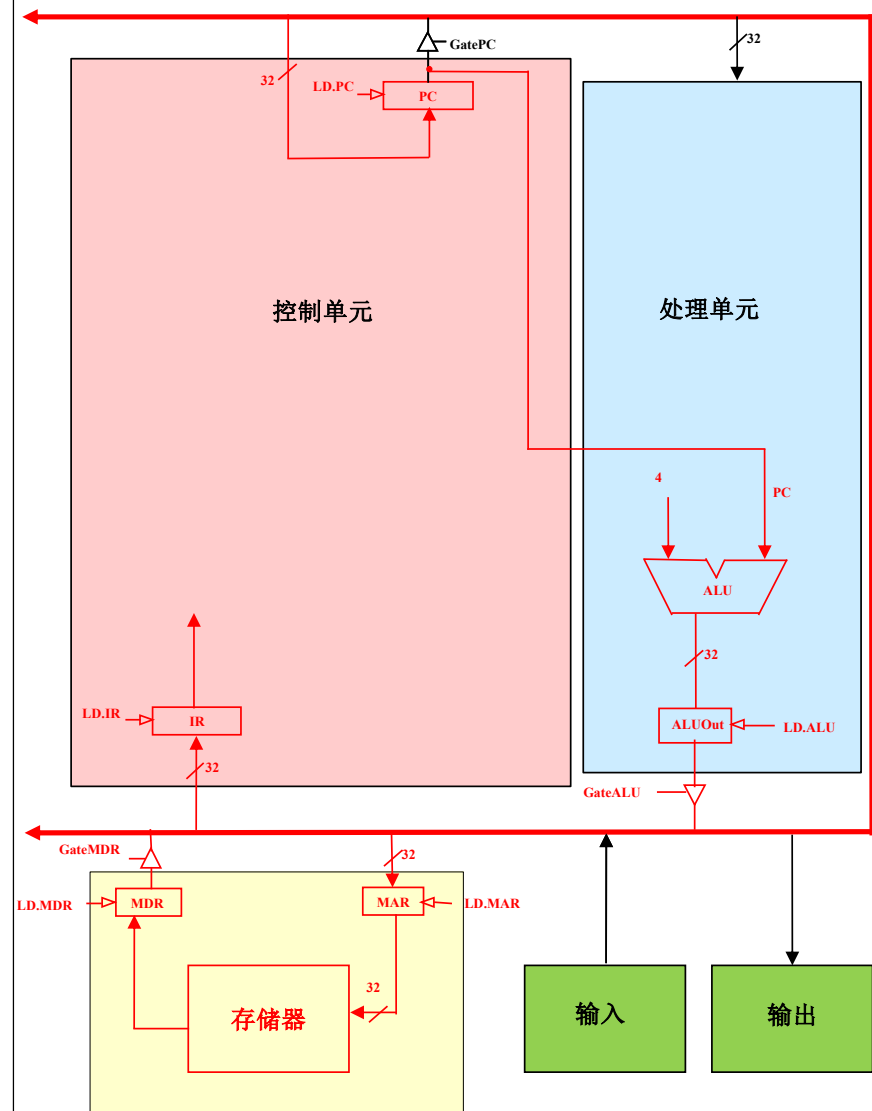 GatePC
32
32
LD.PC
PC
控制单元
处理单元
4
PC
ALU
32
LD.IR
IR
ALUOut
LD.ALU
32
GateALU
GateMDR
32
LD.MDR
MDR
MAR
LD.MAR
32
存储器
输入
输出